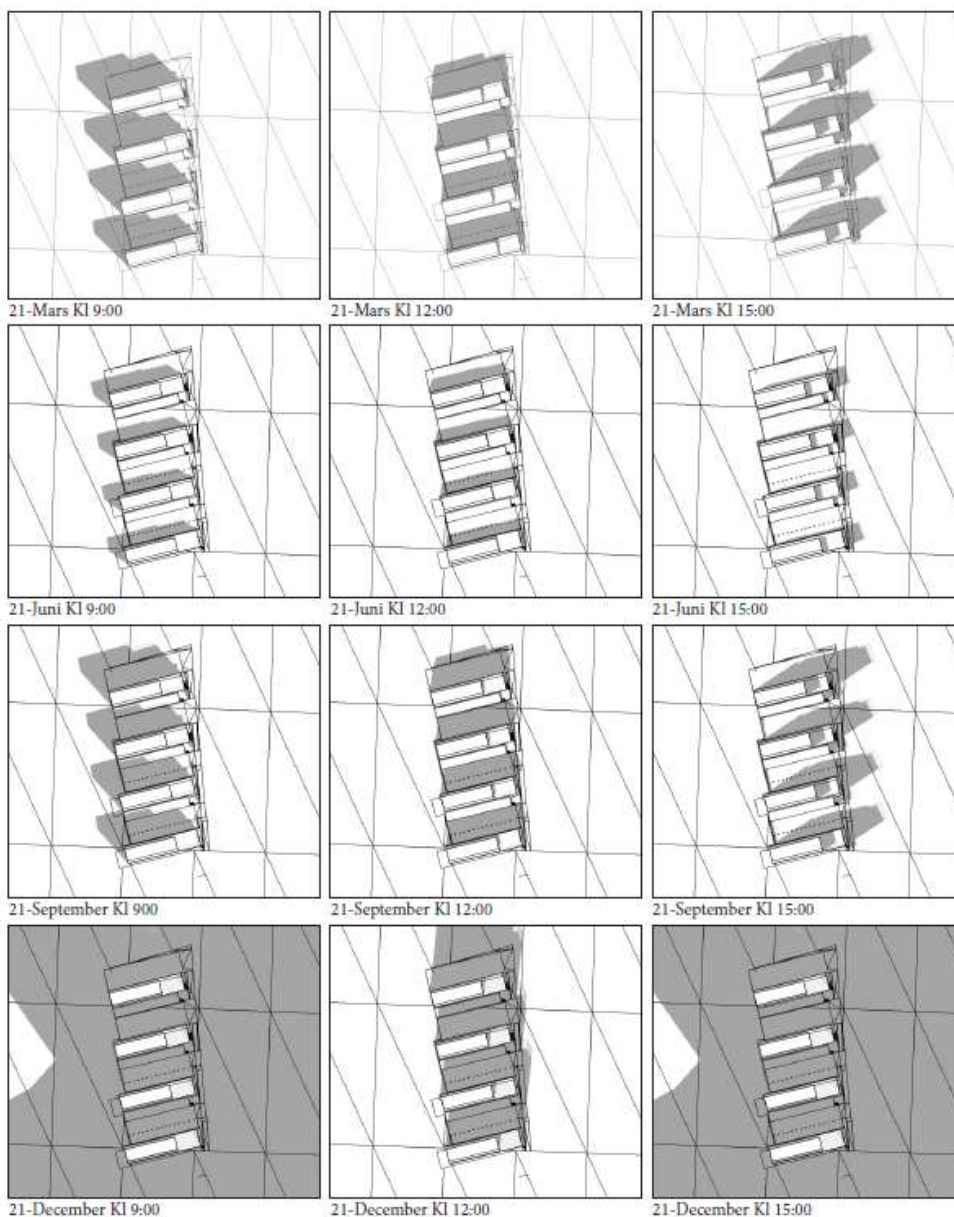 21-Mars Kl 9:00
21-Mars Kl 12:00
21-Mars Kl 15:00
21-Juni Kl 9:00
21-Juni Kl 12:00
21-Juni Kl 15:00
21-September Kl 900
21-September Kl 12:00
21-September Kl 15:00
21-December Kl 9:00
21-December Kl 12:00
21-December Kl 15:00